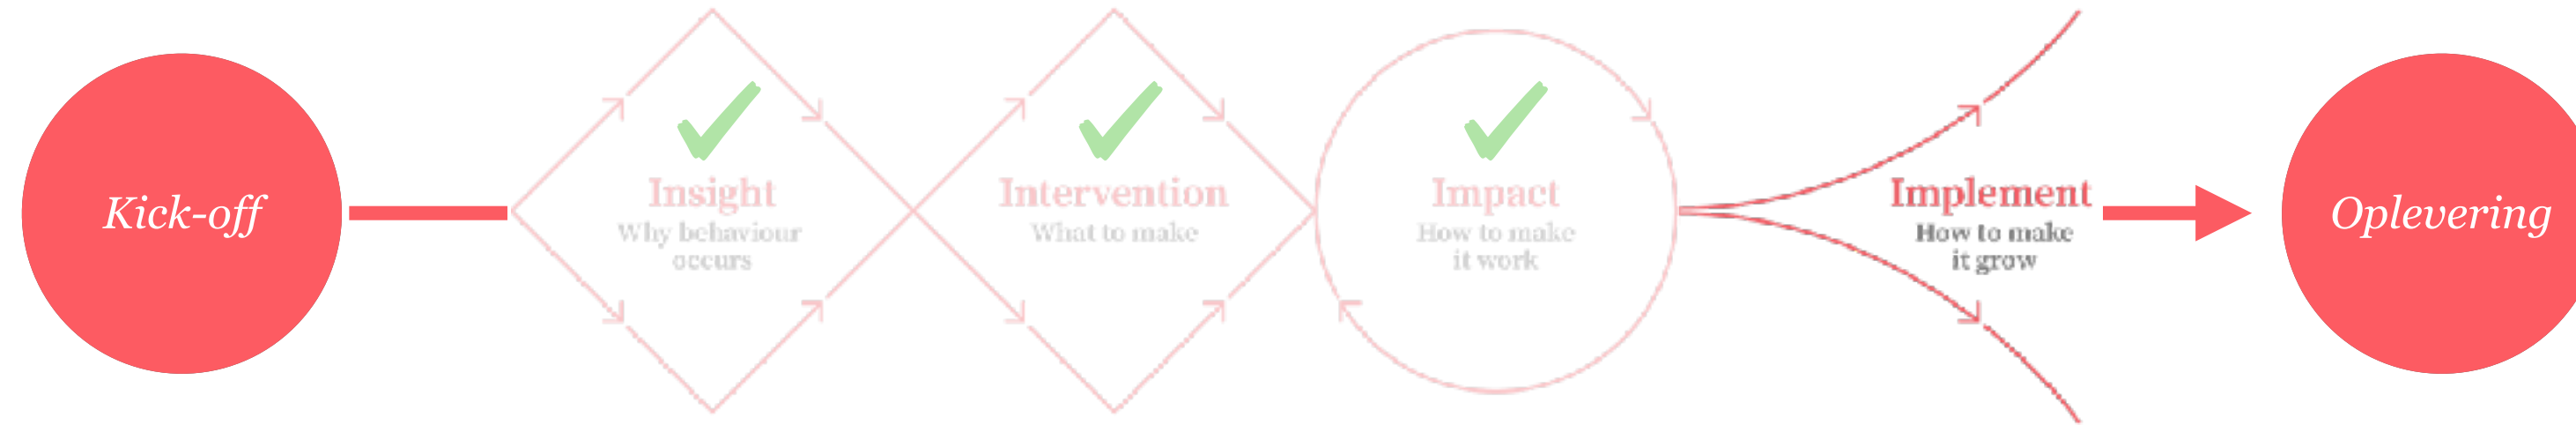 Kick-off
Insight
Why behaviour
occurs
Intervention
What to make
Impact
How to make
it work
Implement
How to make
it grow
Oplevering